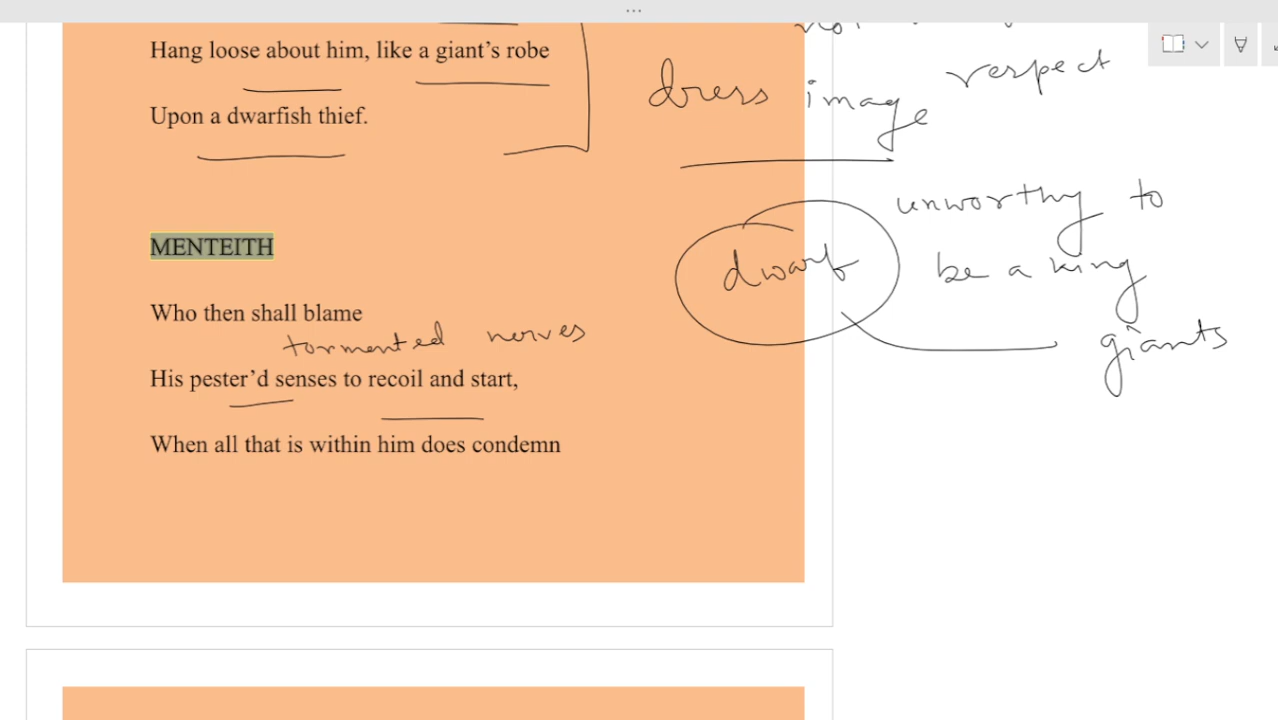 Hang loose about him, like a giant's robe
respect
dress image
Upon a dwarfish thief.
unworthy to
MENTEITH
dwarf
be a king
Who then shall blame
tormented nerves
giants
His pester'd senses to recoil and start,
When all that is within him does condemn